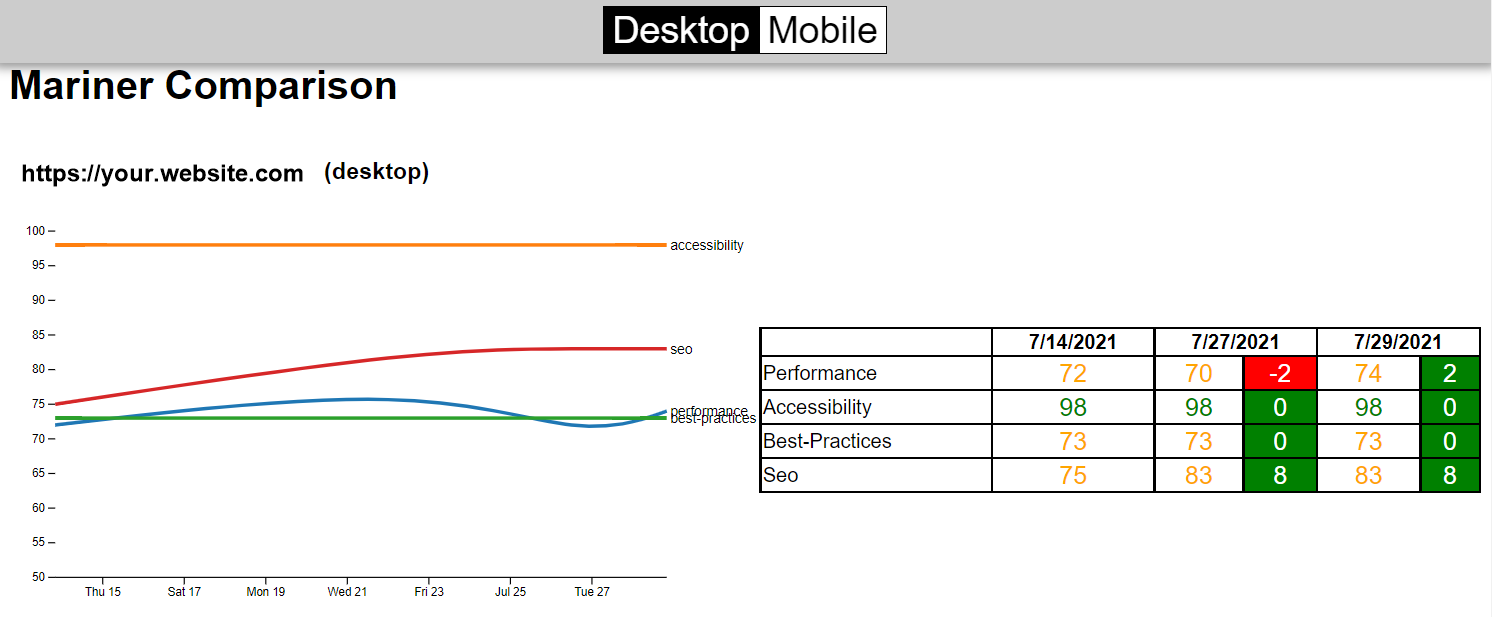 Desktop Mobile
Mariner Comparison
https://your.website.com (desktop)
100
95
90
85
80
75
70
65
60
55
50
Thu 15 Sat 17 Mon 19 Wed 21 Fri 23 Jul 25 Tue 27
accessibility
seo
performance
best-practices
7/14/2021 7/27/2021 7/29/2021
Performance 72 70 -2 74 2
Accessibility 98 98 0 98 0
Best-Practices 73 73 0 73 0
Seo 75 83 8 83 8